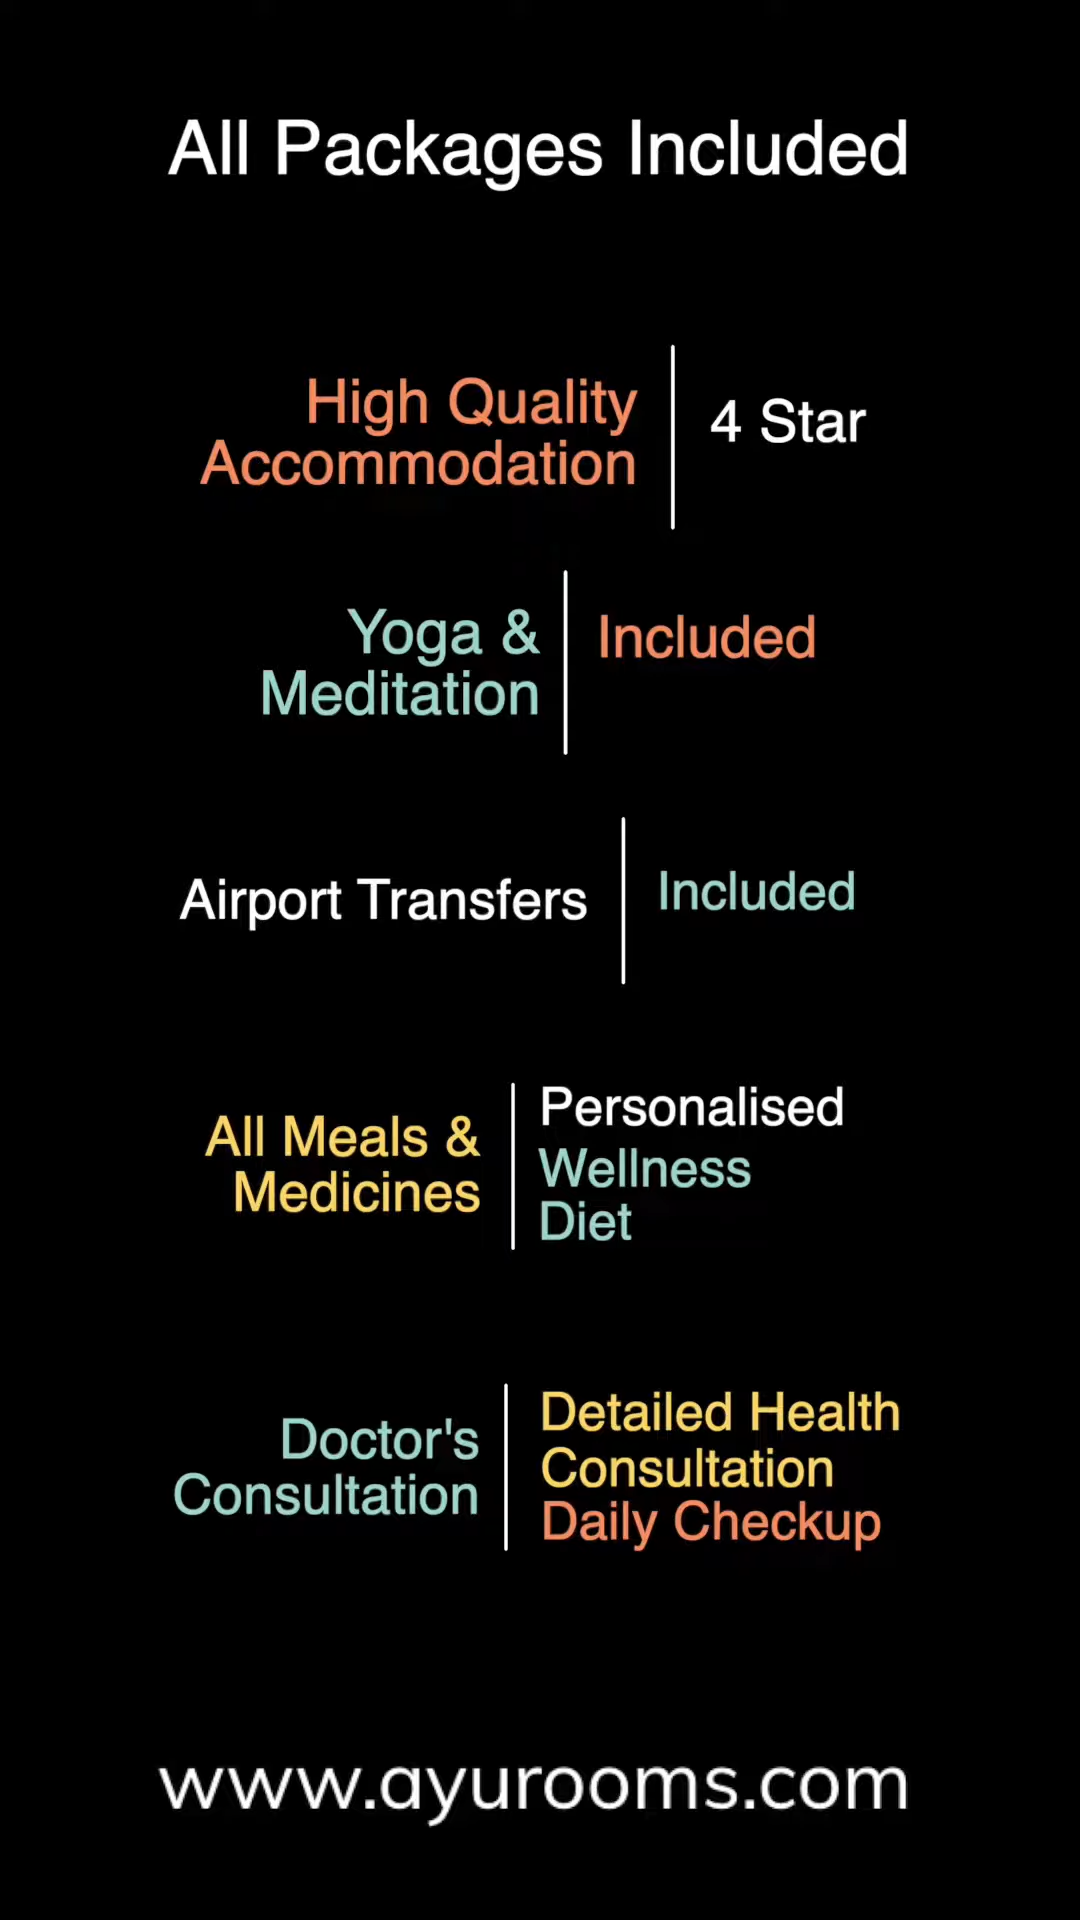 All Packages Included
High Quality
Accommodation
4 Star
Yoga &
Meditation
Included
Airport Transfers
Included
All Meals &
Medicines
Personalised
Wellness
Diet
Doctor's
Consultation
Detailed Health
Consultation
Daily Checkup
www.ayurooms.com